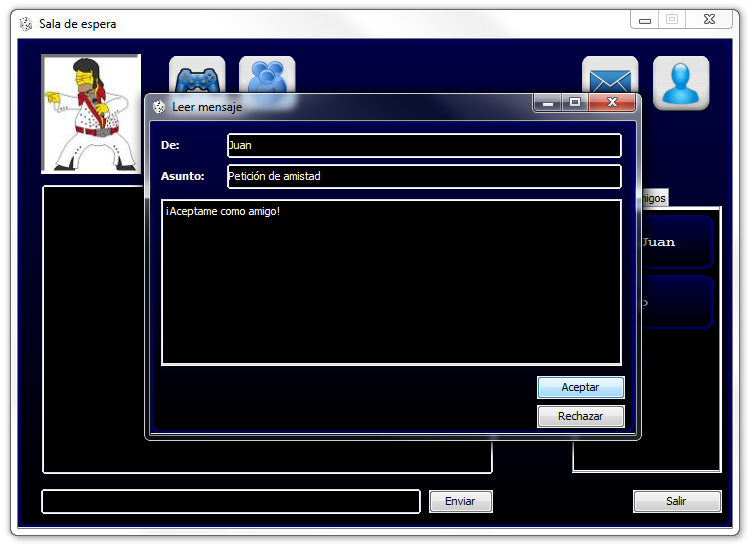 Sala de espera
Leer mensaje
De:
Juan
Asunto:
Petición de amistad
¡Aceptame como amigo!
migos
Juan
Aceptar
Rechazar
Enviar
Salir